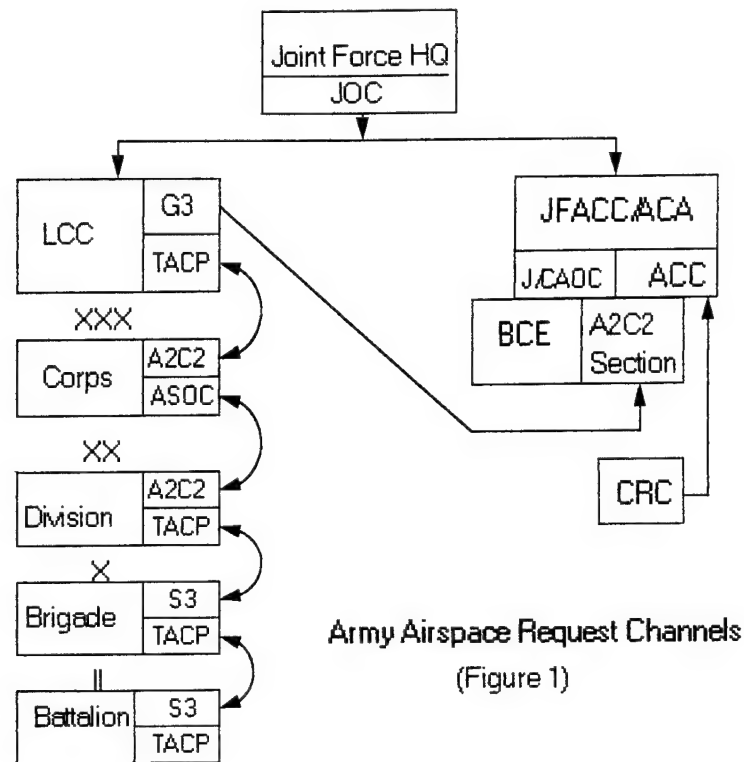 Joint Force HQ
JOC
LCC
G3
TACP
JFACC/ACA
J/CAOC
ACC
BCE
A2C2
Section
CRC
XXX
Corps
A2C2
ASOC
XX
Division
A2C2
TACP
X
Brigade
S3
TACP
II
Battalion
S3
TACP
Army Airspace Request Channels
(Figure 1)